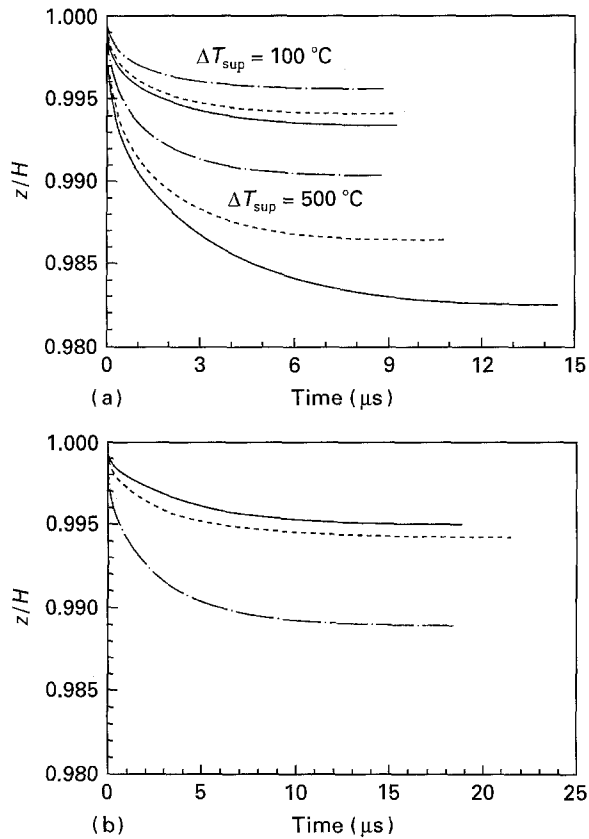 1.000
ΔTsup = 100 °C
0.995
z/H
0.990
ΔTsup = 500 °C
0.985
0.980
0 3 6 9 12 15
(a) Time (μs)
1.000
0.995
z/H
0.990
0.985
0.980
0 5 10 15 20 25
(b) Time (μs)